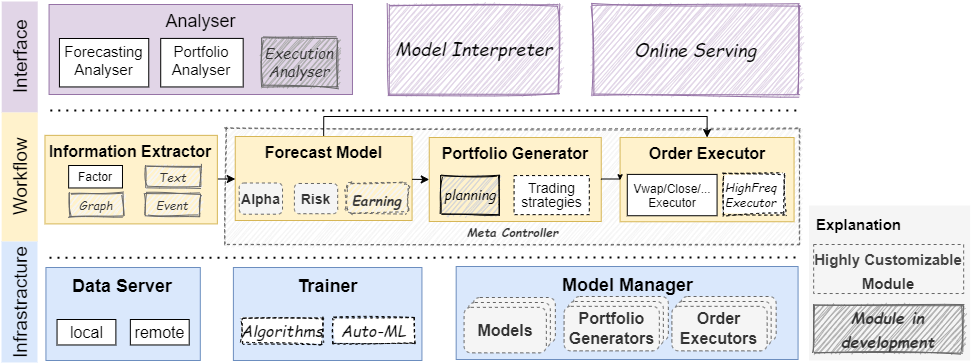 Interface
Analyser
Forecasting
Analyser
Portfolio
Analyser
Execution
Analyser
Model Interpreter
Online Serving
Workflow
Information Extractor
Factor
Text
Graph
Event
Forecast Model
Alpha
Risk
Earning
Portfolio Generator
planning
Trading
strategies
Order Executor
Vwap/Close/...
Executor
HighFreq
Executor
Meta Controller
Infrastracture
Data Server
local
remote
Trainer
Algorithms
Auto-ML
Model Manager
Models
Portfolio
Generators
Order
Executors
Explanation
Highly Customizable
Module
Module in
development